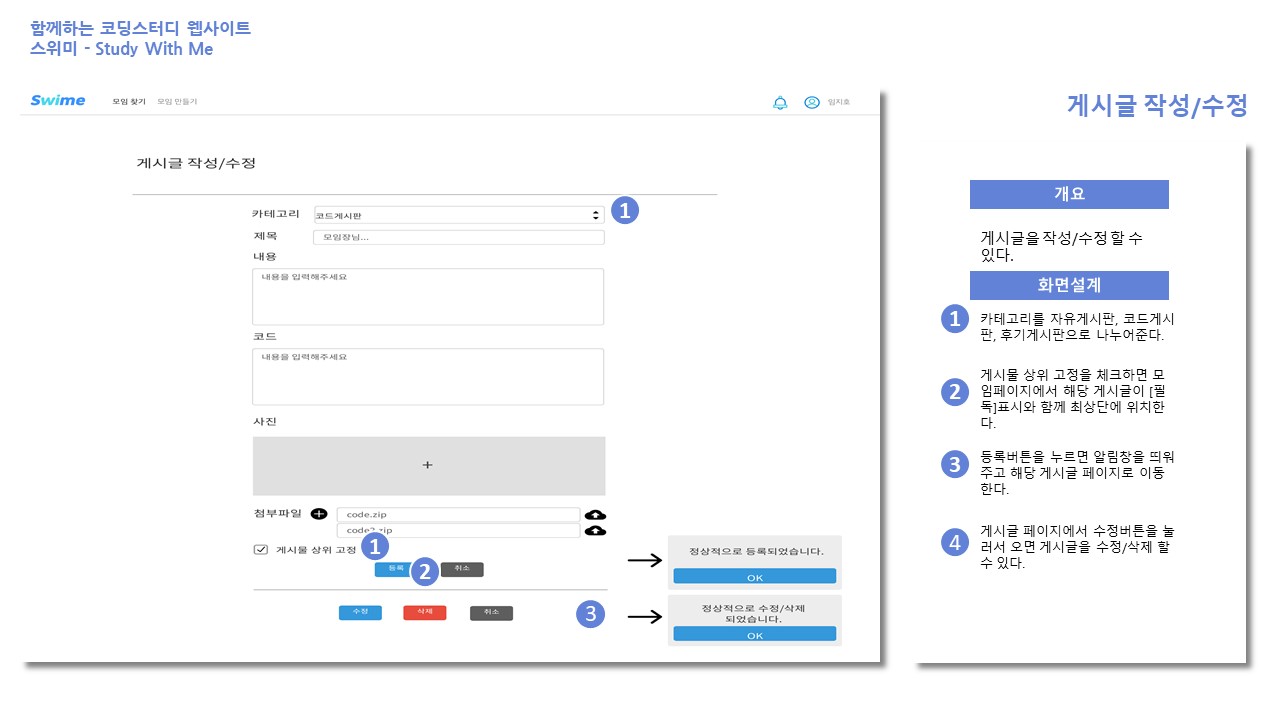 함께하는 코딩스터디 웹사이트
스위미 - Study With Me
Swime 모임 찾기 모임 만들기 임지호
게시글 작성/수정
게시글 작성/수정
카테고리 코드게시판 1
제목 모임장님...
내용
내용을 입력해주세요
코드
내용을 입력해주세요
사진
+
첨부파일 code.zip
code2.zip
게시물 상위 고정 1
등록 2 취소
수정 삭제 취소 3
정상적으로 등록되었습니다.
OK
정상적으로 수정/삭제
되었습니다.
OK
개요
게시글을 작성/수정 할 수
있다.
화면설계
1 카테고리를 자유게시판, 코드게시
판, 후기게시판으로 나누어준다.
2 게시물 상위 고정을 체크하면 모
임페이지에서 해당 게시글이 [필
독]표시와 함께 최상단에 위치한
다.
3 등록버튼을 누르면 알림창을 띄워
주고 해당 게시글 페이지로 이동
한다.
4 게시글 페이지에서 수정버튼을 눌
러서 오면 게시글을 수정/삭제 할
수 있다.